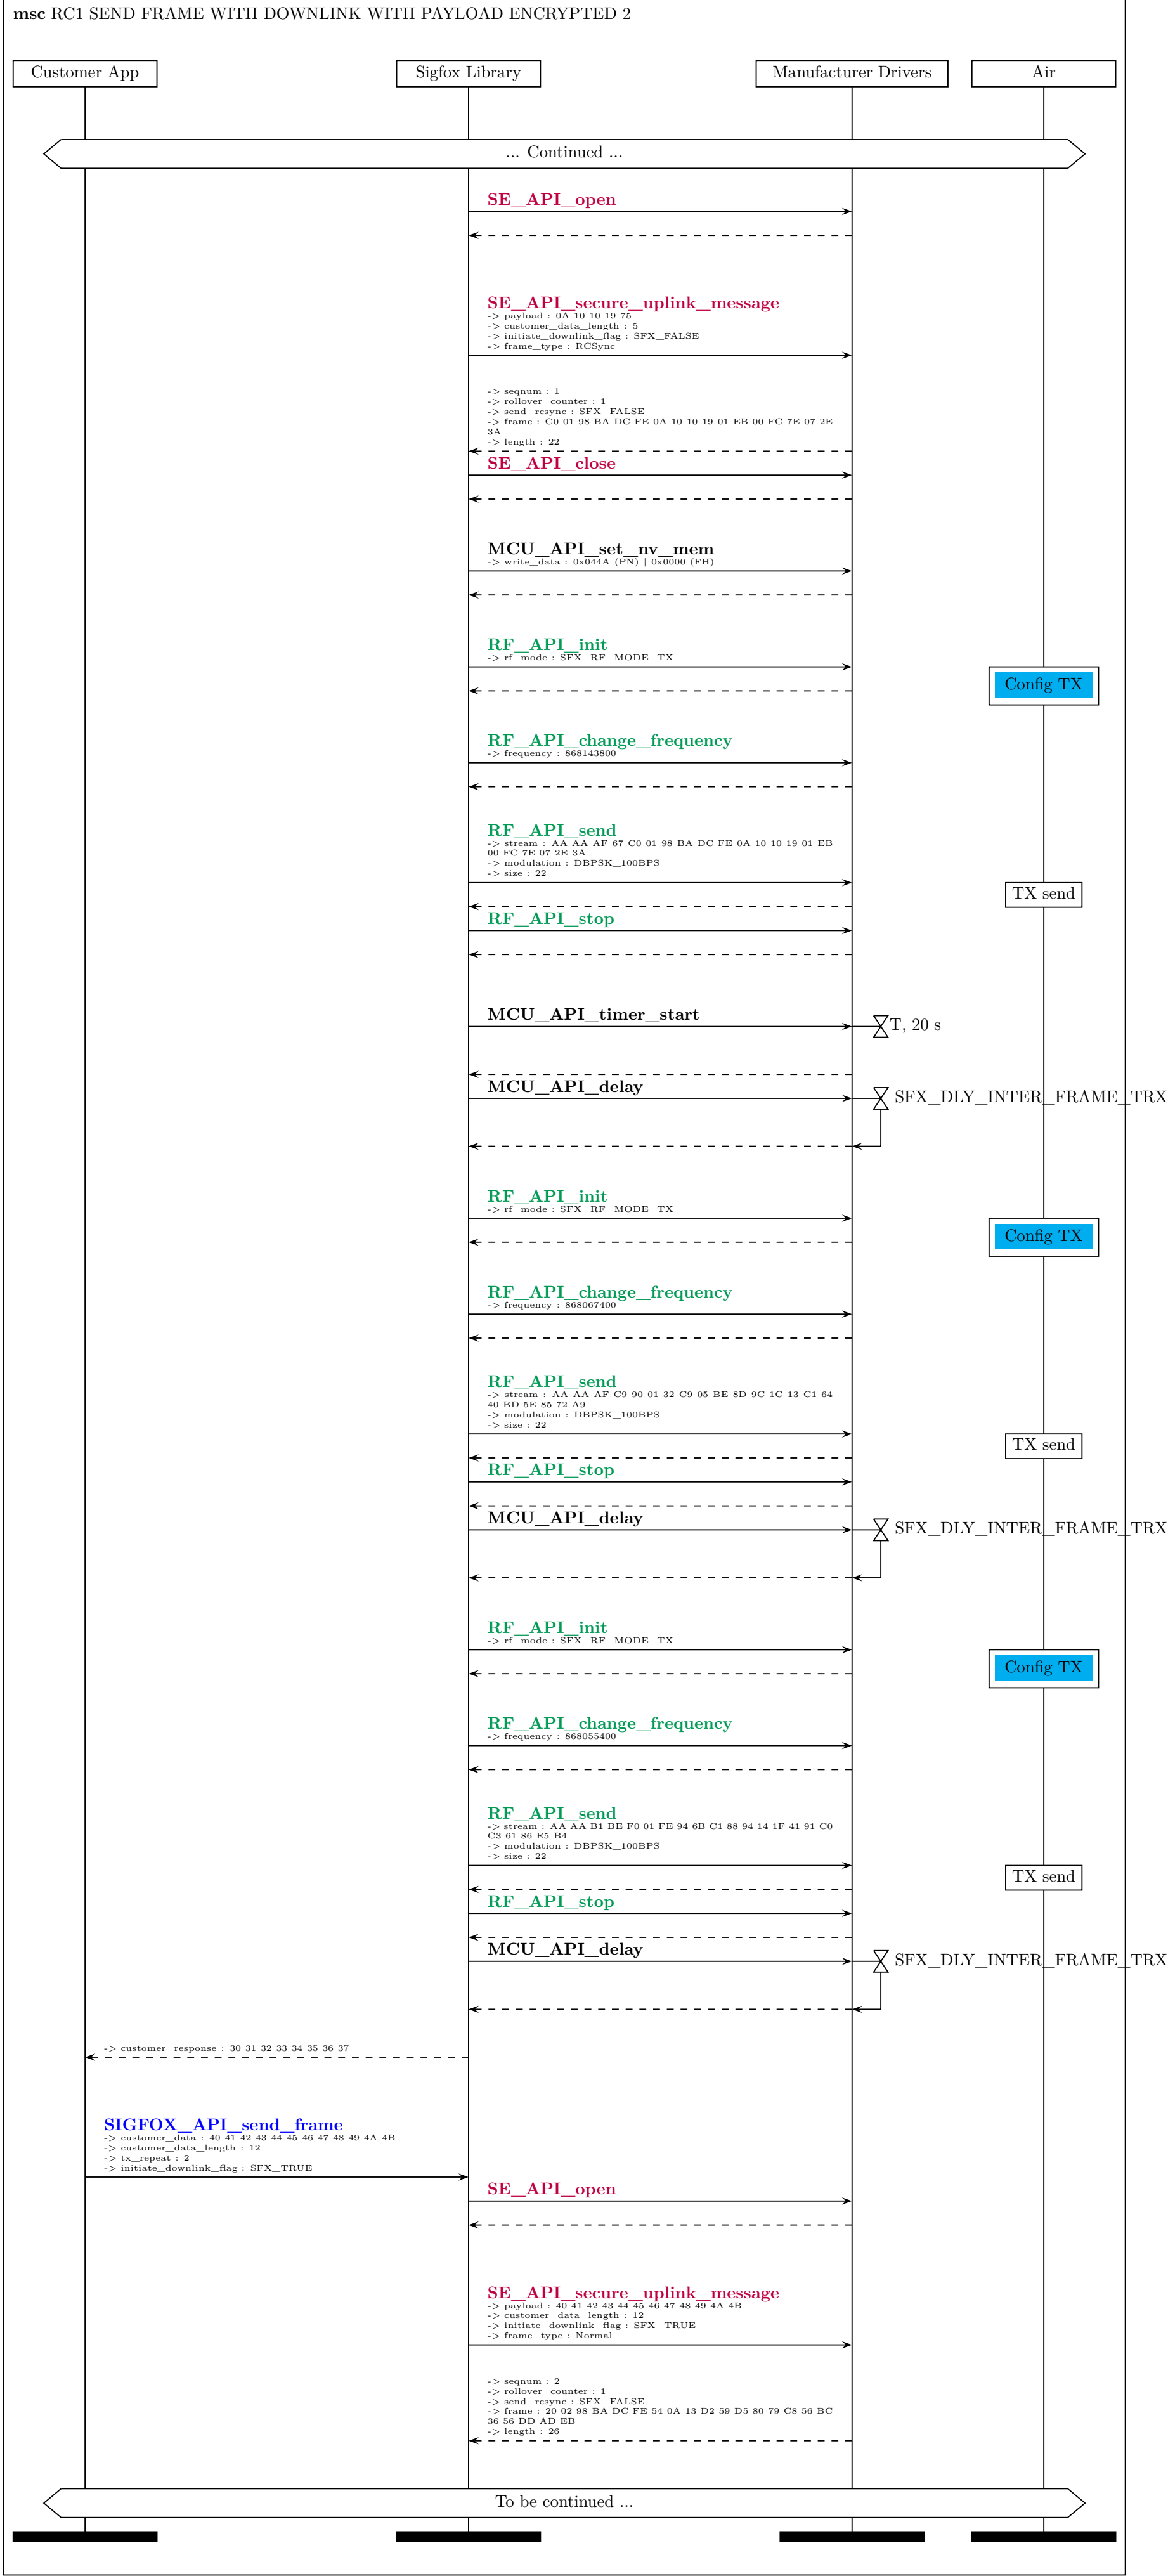 msc RC1 SEND FRAME WITH DOWNLINK WITH PAYLOAD ENCRYPTED 2
Customer App
Sigfox Library
Manufacturer Drivers
Air
... Continued ...
SE_API_open
SE_API_secure_uplink_message
-> payload : 0A 10 10 19 75
-> customer_data_length : 5
-> initiate_downlink_flag : SFX_FALSE
-> frame_type : RCSync
-> seqnum : 1
-> rollover_counter : 1
-> send_rcsync : SFX_FALSE
-> frame : C0 01 98 BA DC FE 0A 10 10 19 01 EB 00 FC 7E 07 2E
3A
-> length : 22
SE_API_close
MCU_API_set_nv_mem
-> write_data : 0x044A (PN) | 0x0000 (FH)
RF_API_init
-> rf_mode : SFX_RF_MODE_TX
Config TX
RF_API_change_frequency
-> frequency : 868143800
RF_API_send
-> stream : AA AA AF 67 C0 01 98 BA DC FE 0A 10 10 19 01 EB
00 FC 7E 07 2E 3A
-> modulation : DBPSK_100BPS
-> size : 22
TX send
RF_API_stop
MCU_API_timer_start
T, 20 s
MCU_API_delay
SFX_DLY_INTER_FRAME_TRX
RF_API_init
-> rf_mode : SFX_RF_MODE_TX
Config TX
RF_API_change_frequency
-> frequency : 868067400
RF_API_send
-> stream : AA AA AF C9 90 01 32 C9 05 BE 8D 9C 1C 13 C1 64
40 BD 5E 85 72 A9
-> modulation : DBPSK_100BPS
-> size : 22
TX send
RF_API_stop
MCU_API_delay
SFX_DLY_INTER_FRAME_TRX
RF_API_init
-> rf_mode : SFX_RF_MODE_TX
Config TX
RF_API_change_frequency
-> frequency : 868055400
RF_API_send
-> stream : AA AA B1 BE F0 01 FE 94 6B C1 88 94 14 1F 41 91 C0
C3 61 86 E5 B4
-> modulation : DBPSK_100BPS
-> size : 22
TX send
RF_API_stop
MCU_API_delay
SFX_DLY_INTER_FRAME_TRX
-> customer_response : 30 31 32 33 34 35 36 37
SIGFOX_API_send_frame
-> customer_data : 40 41 42 43 44 45 46 47 48 49 4A 4B
-> customer_data_length : 12
-> tx_repeat : 2
-> initiate_downlink_flag : SFX_TRUE
SE_API_open
SE_API_secure_uplink_message
-> payload : 40 41 42 43 44 45 46 47 48 49 4A 4B
-> customer_data_length : 12
-> initiate_downlink_flag : SFX_TRUE
-> frame_type : Normal
-> seqnum : 2
-> rollover_counter : 1
-> send_rcsync : SFX_FALSE
-> frame : 20 02 98 BA DC FE 54 0A 13 D2 59 D5 80 79 C8 56 BC
36 56 DD AD EB
-> length : 26
To be continued ...